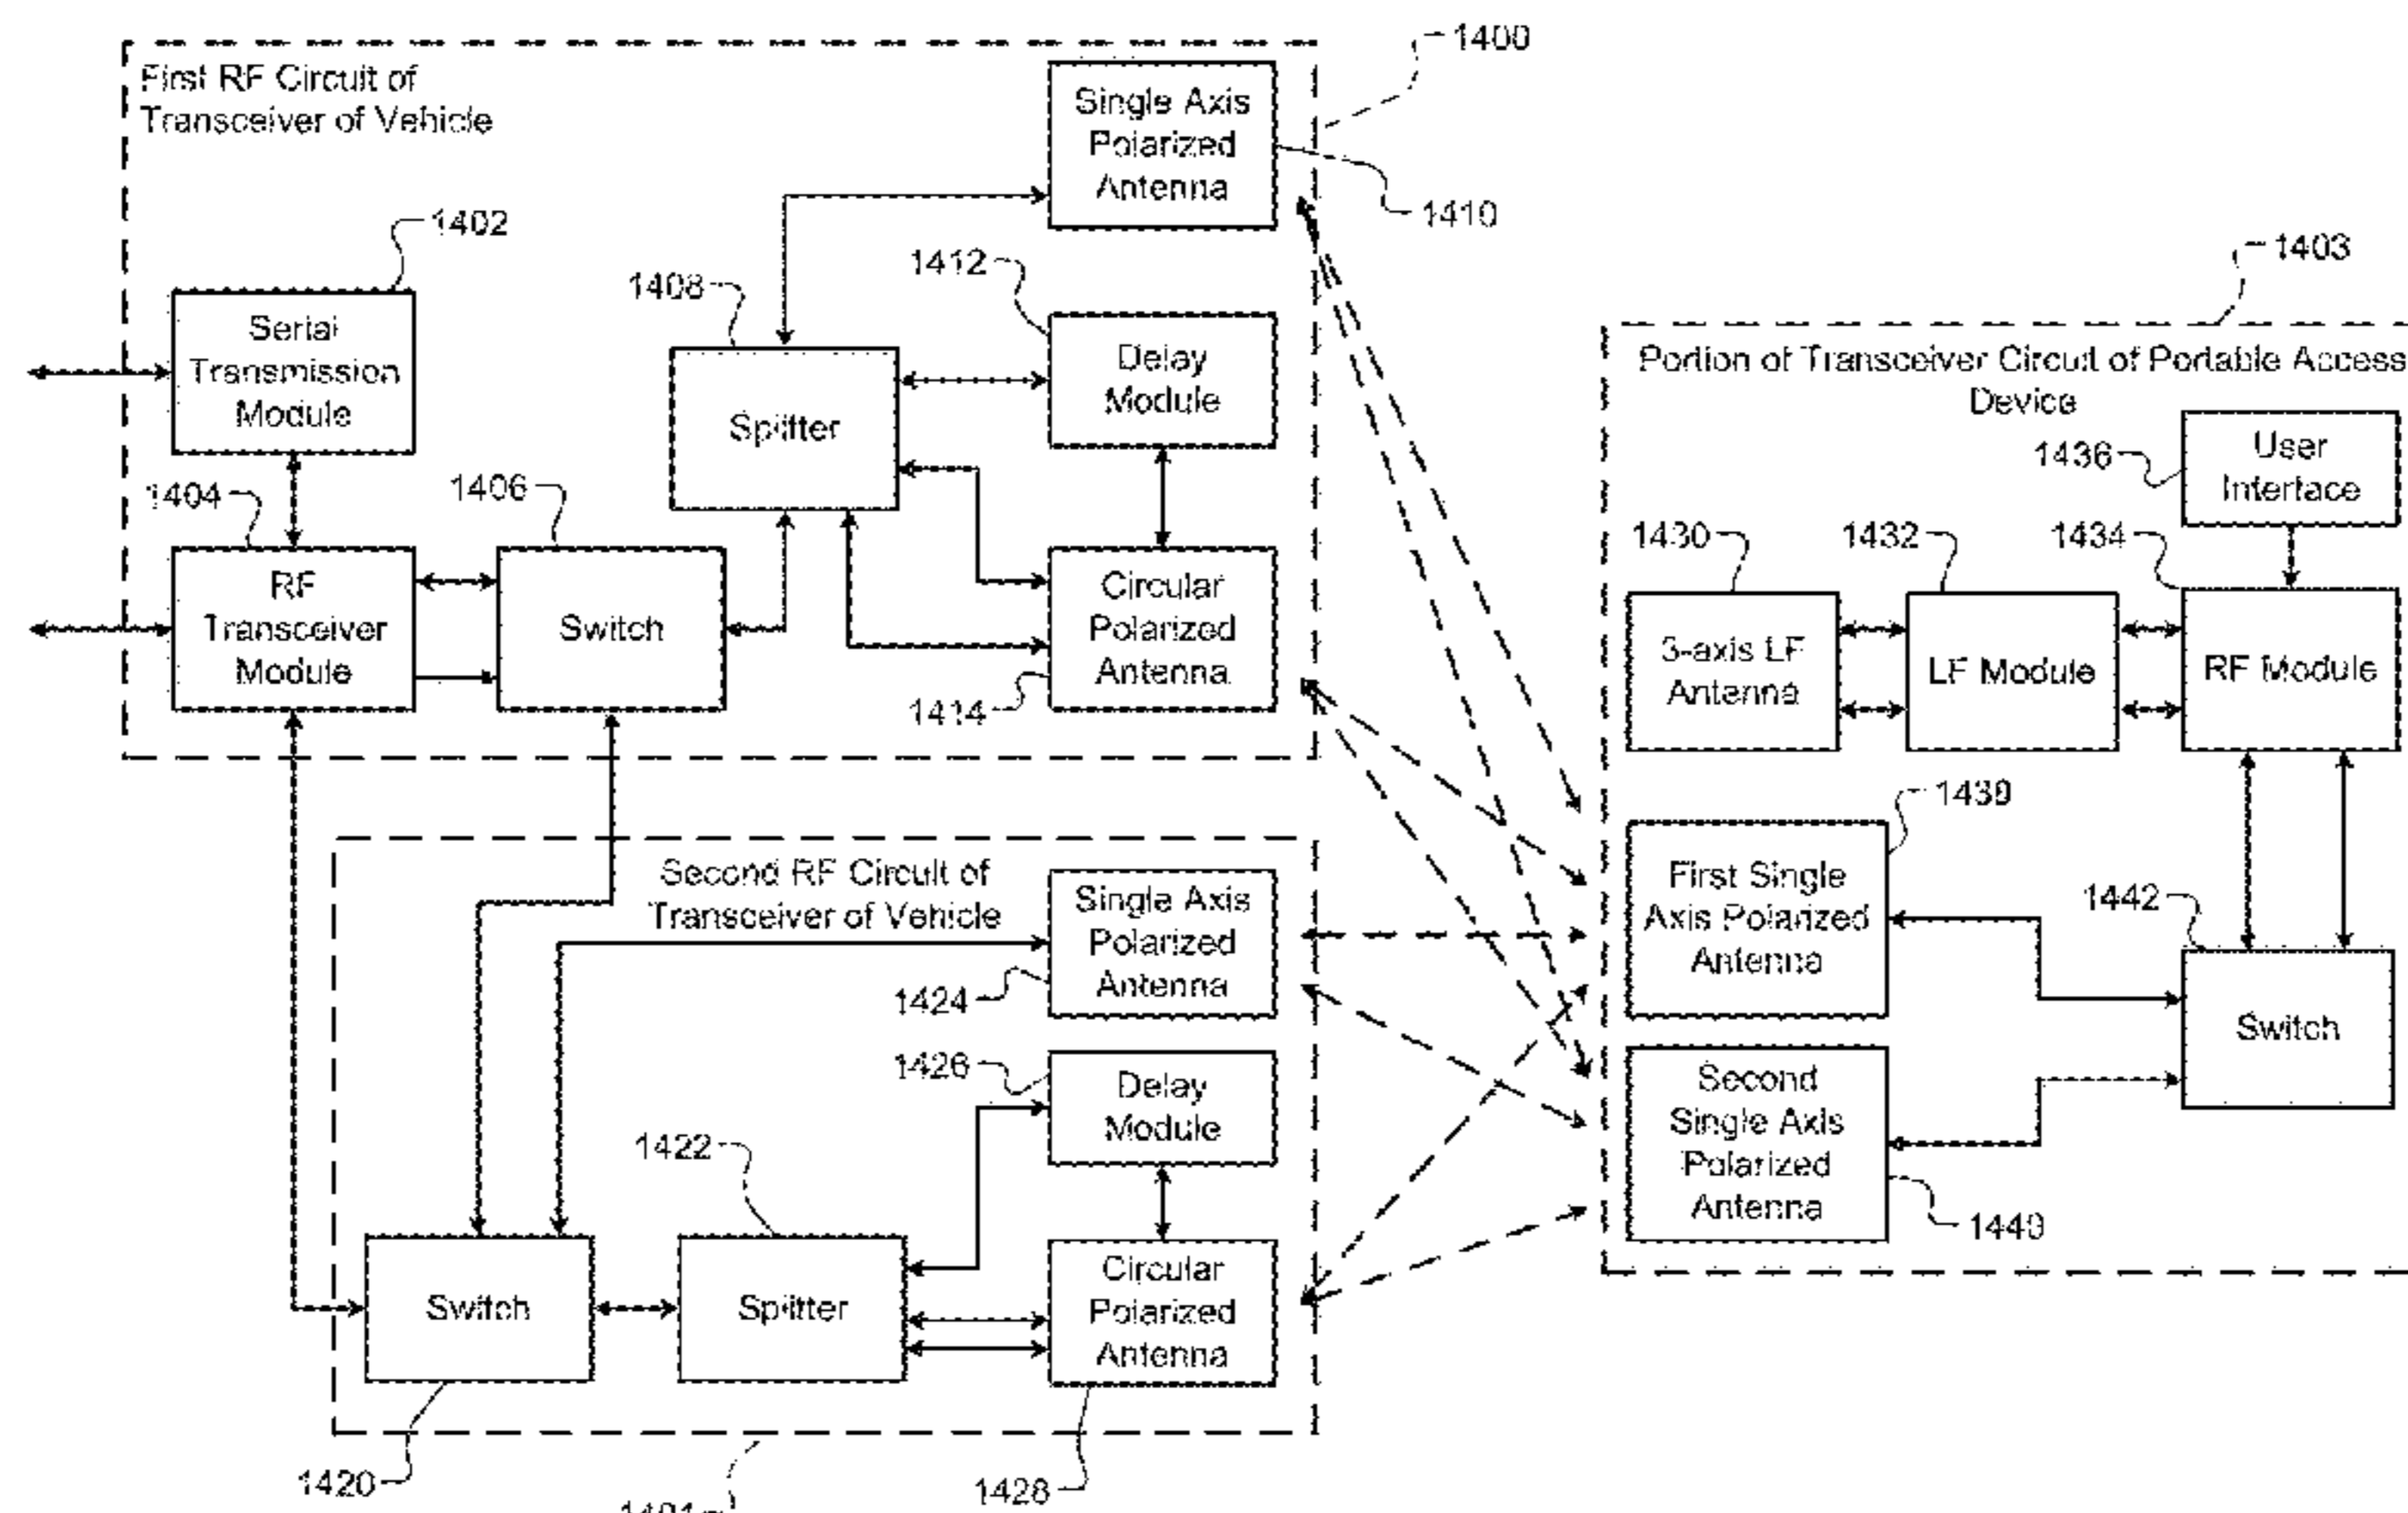 1400
First RF Circuit of
Transceiver of Vehicle
Single Axis
Polarized
Antenna
1410
1402
1412
1408
1403
Serial
Transmission
Module
Delay
Module
Splitter
Portion of Transceiver Circuit of Portable Access
Device
1436
User
Interface
1404
1406
1430
1432
1434
RF
Transceiver
Module
Switch
Circular
Polarized
Antenna
1414
3-axis LF
Antenna
LF Module
RF Module
1439
Second RF Circuit of
Transceiver of Vehicle
Single Axis
Polarized
Antenna
1424
First Single
Axis Polarized
Antenna
1442
Switch
1426
Delay
Module
Second
Single Axis
Polarized
Antenna
1440
1422
Switch
Splitter
Circular
Polarized
Antenna
1420
1428